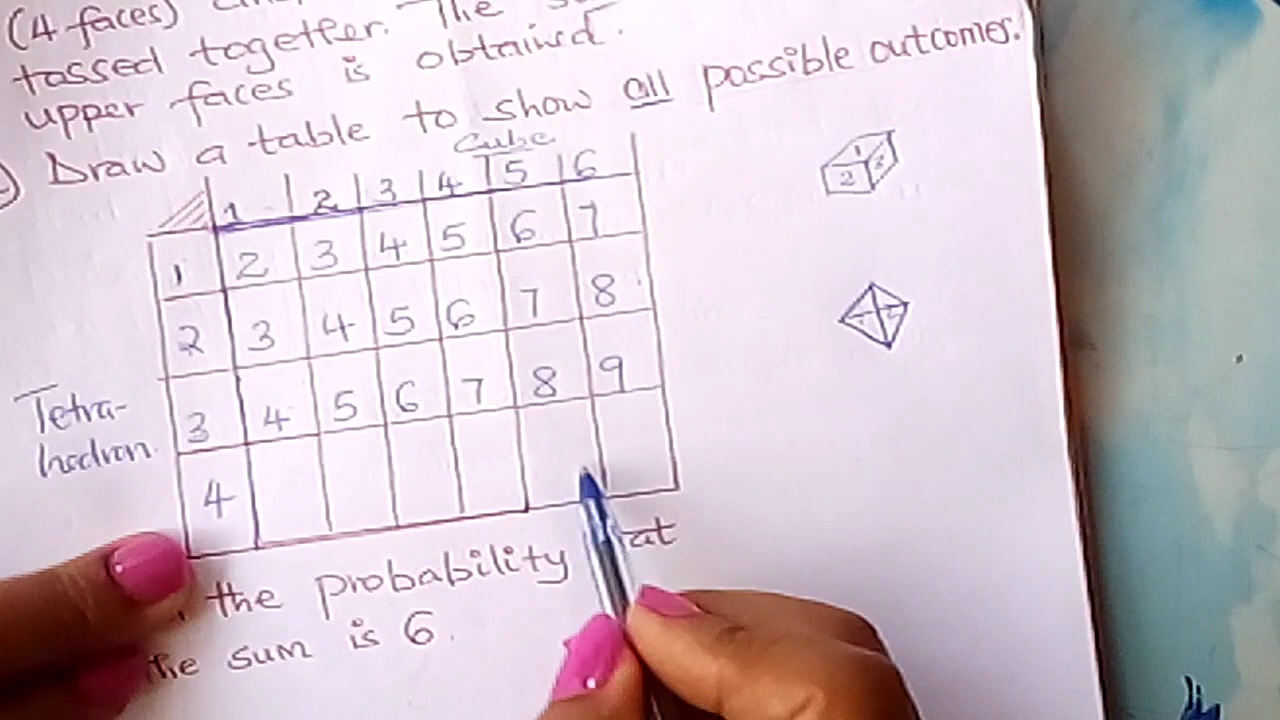 (4 faces)
tossed together. The
upper faces is obtained.
Draw a table to show all possible outcomes.
Cube
1 2 3 4 5 6
1 2 3 4 5 6 7
2 3 4 5 6 7 8
Tetra-
hedron
3 4 5 6 7 8 9
4
the probability
the sum is 6.
1
2